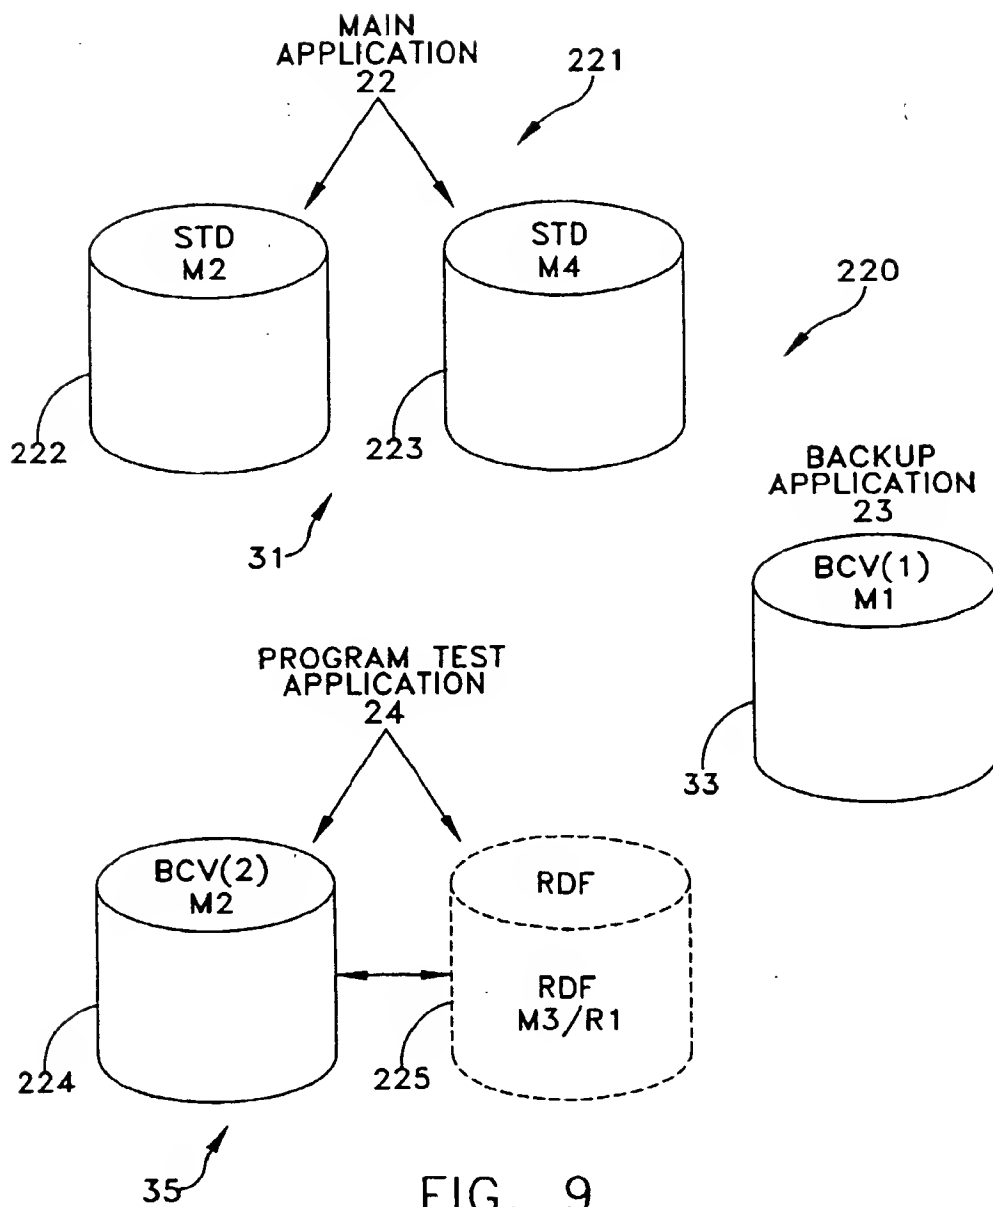 MAIN
APPLICATION
22
221
STD
M2
STD
M4
220
222
223
31
BACKUP
APPLICATION
23
BCV(1)
M1
33
PROGRAM TEST
APPLICATION
24
BCV(2)
M2
RDF
RDF
M3/R1
224
225
35
FIG. 9